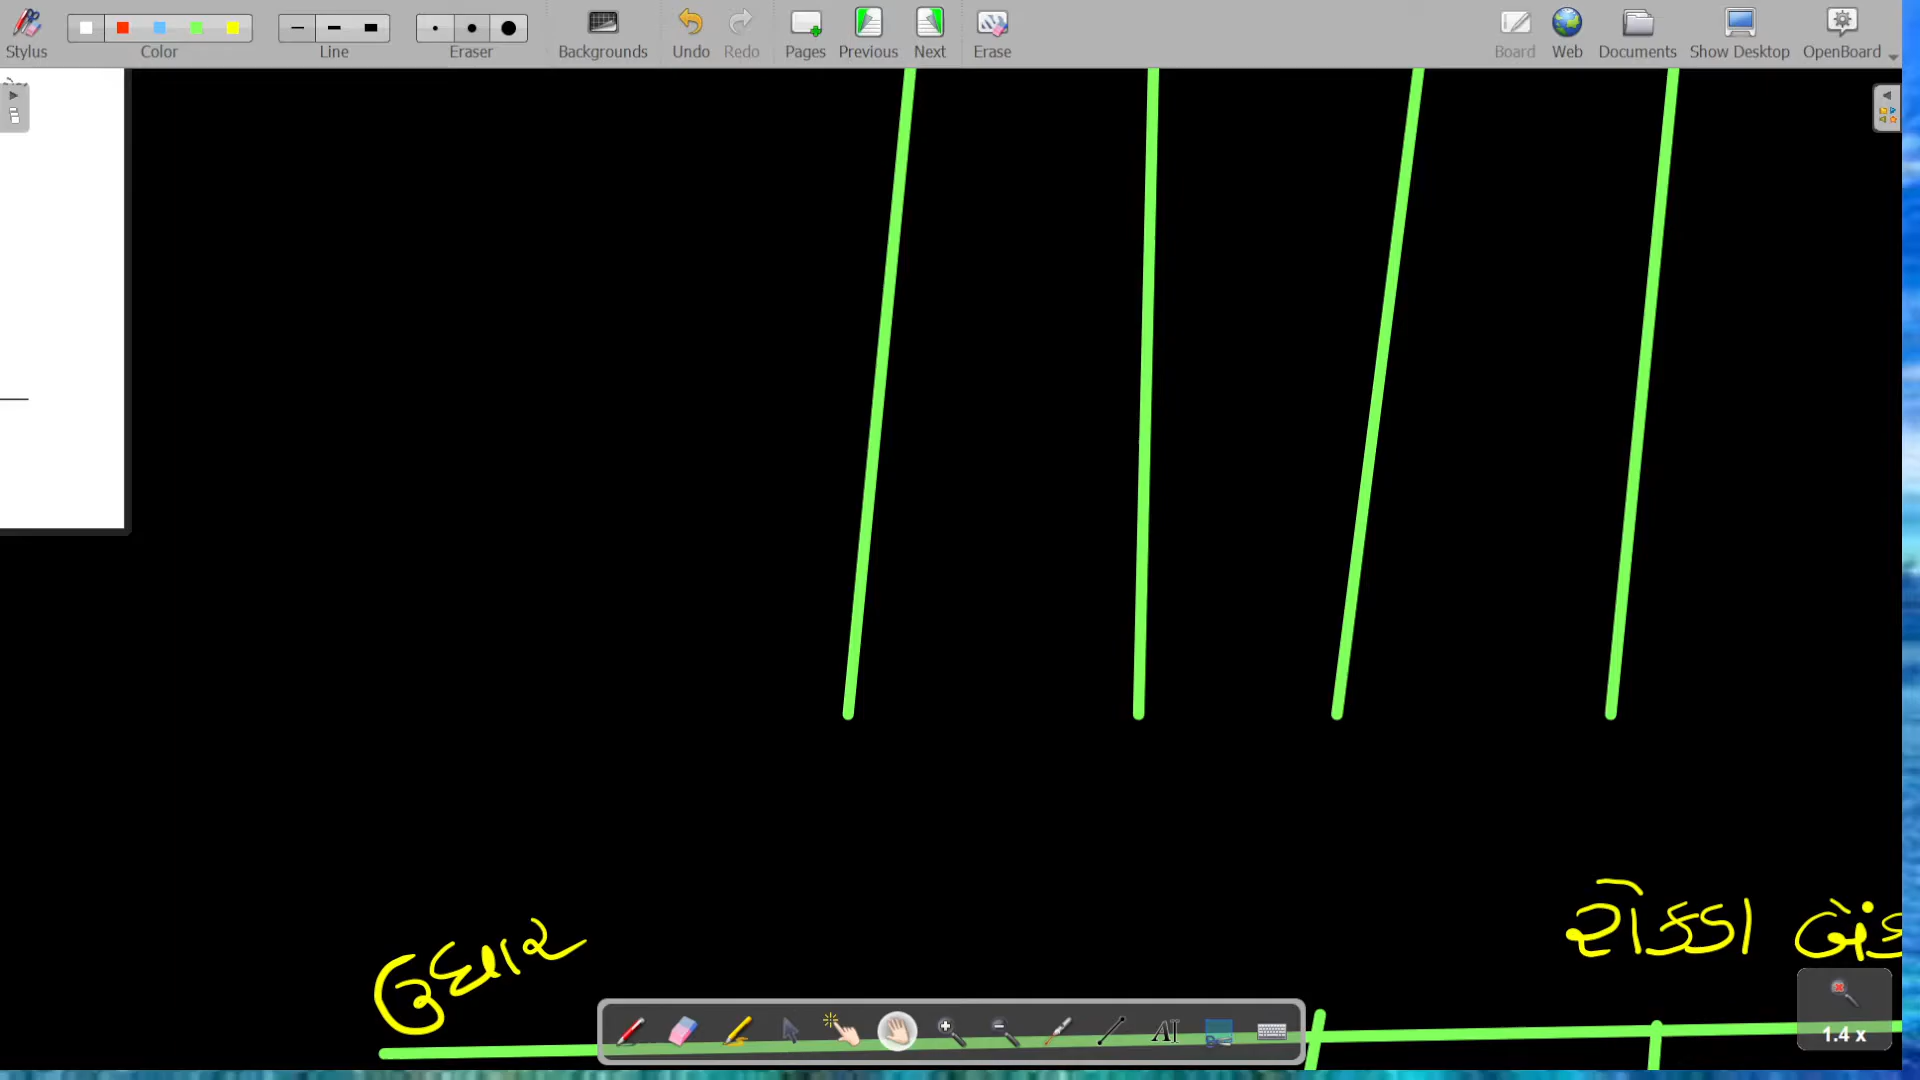 Stylus Color Line Eraser Backgrounds Undo Redo Pages Previous Next Erase Board Web Documents Show Desktop OpenBoard
રોકડા
ઉધાર
1.4 x